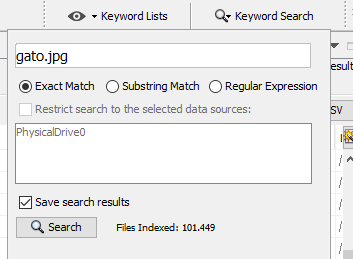 Keyword Lists Keyword Search
gato.jpg
Exact Match Substring Match Regular Expression
Restrict search to the selected data sources:
PhysicalDrive0
Save search results
Search Files Indexed: 101.449